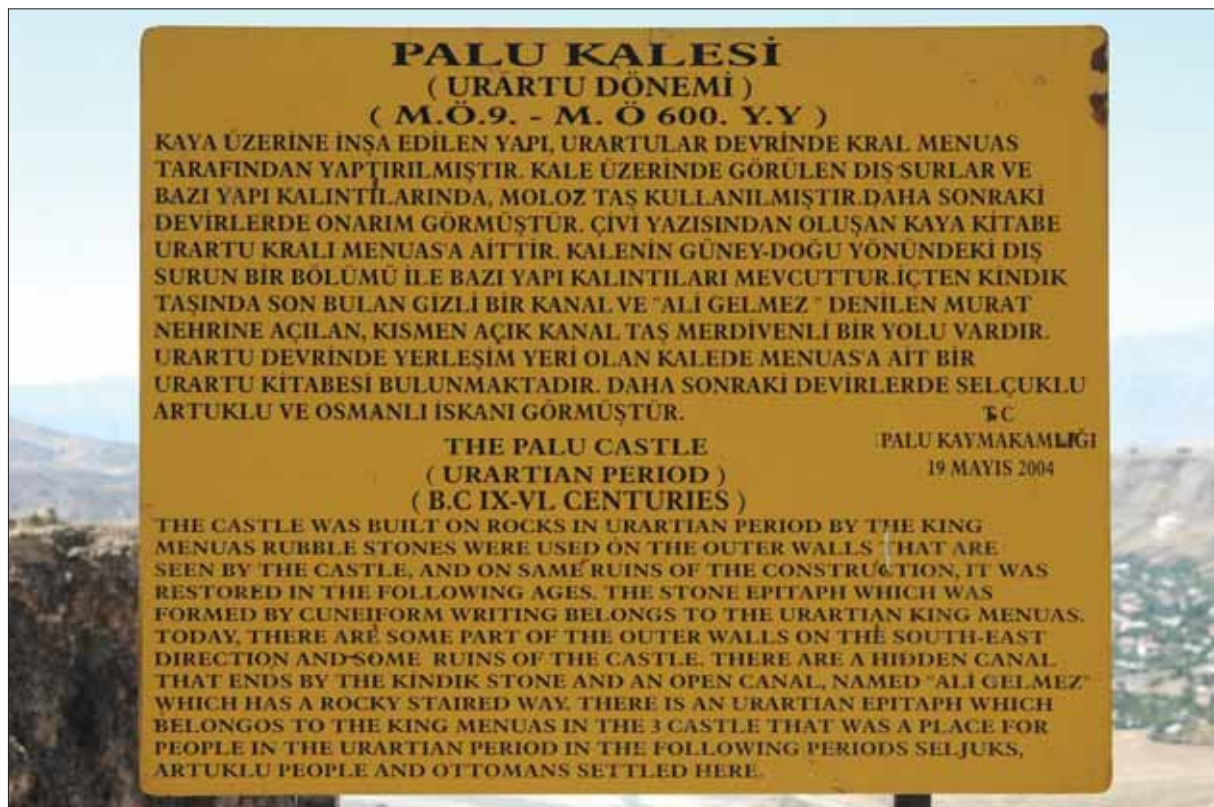 PALU KALESİ
( URARTU DÖNEMİ )
( M.Ö.9. - M. Ö 600. Y.Y )
KAYA ÜZERİNE İNŞA EDİLEN YAPI, URARTULAR DEVRİNDE KRAL MENUAS
TARAFINDAN YAPTIRILMIŞTIR. KALE ÜZERİNDE GÖRÜLEN DIŞ SURLAR VE
BAZI YAPI KALINTILARINDA, MOLOZ TAŞ KULLANILMIŞTIR.DAHA SONRAKİ
DEVİRLERDE ONARIM GÖRMÜŞTÜR. ÇİVİ YAZISINDAN OLUŞAN KAYA KİTABE
URARTU KRALI MENUAS'A AİTTİR. KALENİN GÜNEY-DOĞU YÖNÜNDEKİ DIŞ
SURUN BIR BÖLÜMÜ İLE BAZI YAPI KALINTILARI MEVCUTTUR.İÇTEN KİNDIK
TAŞINDA SON BULAN GİZLİ BİR KANAL VE "ALİ GELMEZ " DENİLEN MURAT
NEHRİNE AÇILAN, KISMEN AÇIK KANAL TAŞ MERDİVENLİ BİR YOLU VARDIR.
URARTU DEVRİNDE YERLEŞİM YERİ OLAN KALEDE MENUAS'A AİT BİR
URARTU KİTABESİ BULUNMAKTADIR. DAHA SONRAKİ DEVİRLERDE SELÇUKLU
ARTUKLU VE OSMANLI İSKANI GÖRMÜŞTÜR.
T.C
PALU KAYMAKAMLIĞI
19 MAYIS 2004
THE PALU CASTLE
( URARTIAN PERIOD )
( B.C IX-VL CENTURIES )
THE CASTLE WAS BUILT ON ROCKS IN URARTIAN PERIOD BY THE KING
MENUAS RUBBLE STONES WERE USED ON THE OUTER WALLS THAT ARE
SEEN BY THE CASTLE, AND ON SAME RUINS OF THE CONSTRUCTION, IT WAS
RESTORED IN THE FOLLOWING AGES. THE STONE EPITAPH WHICH WAS
FORMED BY CUNEIFORM WRITING BELONGS TO THE URARTIAN KING MENUAS.
TODAY, THERE ARE SOME PART OF THE OUTER WALLS ON THE SOUTH-EAST
DIRECTION AND SOME RUINS OF THE CASTLE. THERE ARE A HIDDEN CANAL
THAT ENDS BY THE KİNDIK STONE AND AN OPEN CANAL, NAMED "ALİ GELMEZ"
WHICH HAS A ROCKY STAIRED WAY. THERE IS AN URARTIAN EPITAPH WHICH
BELONGOS TO THE KING MENUAS IN THE 3 CASTLE THAT WAS A PLACE FOR
PEOPLE IN THE URARTIAN PERIOD IN THE FOLLOWING PERIODS SELJUKS,
ARTUKLU PEOPLE AND OTTOMANS SETTLED HERE.